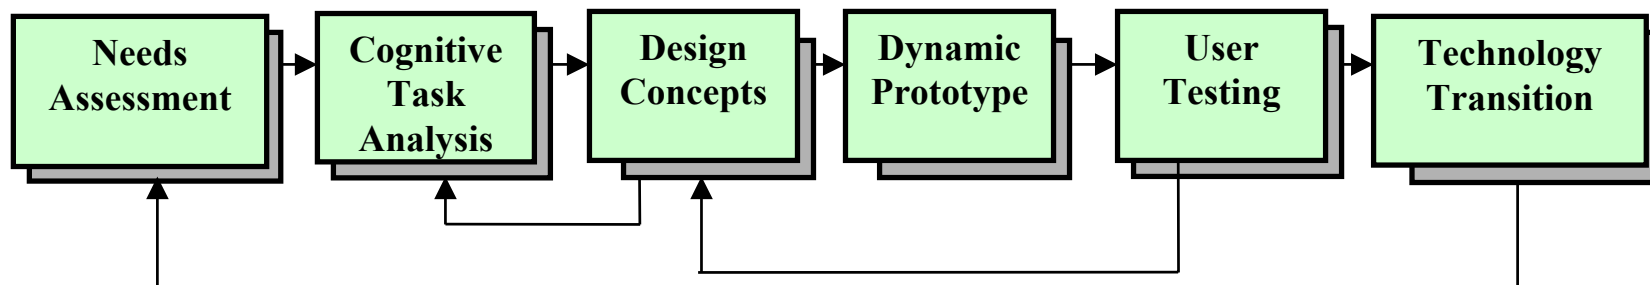 Needs
Assessment
Cognitive
Task
Analysis
Design
Concepts
Dynamic
Prototype
User
Testing
Technology
Transition